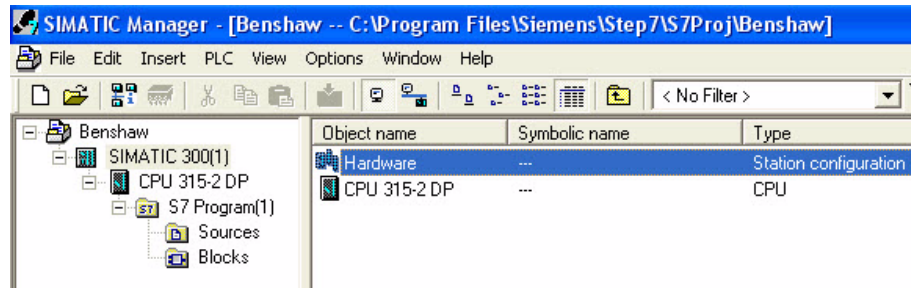 SIMATIC Manager - [Benshaw -- C:\Program Files\Siemens\Step7\S7Proj\Benshaw]
File Edit Insert PLC View Options Window Help
< No Filter >
Benshaw
SIMATIC 300(1)
CPU 315-2 DP
S7 Program(1)
Sources
Blocks
Object name Symbolic name Type
Hardware --- Station configuration
CPU 315-2 DP --- CPU